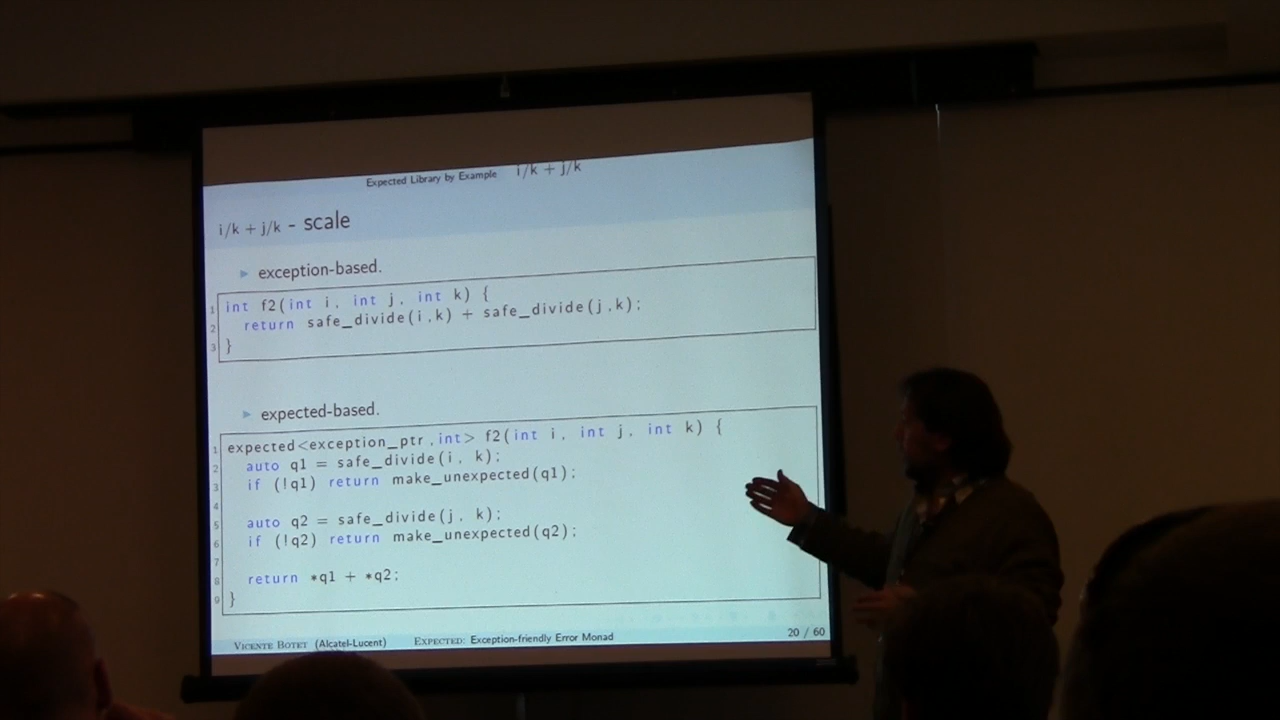 Expected Library by Example i/k + j/k
i/k + j/k - scale
exception-based.
1 int f2(int i, int j, int k) {
2 return safe_divide(i,k) + safe_divide(j,k);
3 }
expected-based.
1 expected<exception_ptr,int> f2(int i, int j, int k) {
2 auto q1 = safe_divide(i, k);
3 if (!q1) return make_unexpected(q1);
4
5 auto q2 = safe_divide(j, k);
6 if (!q2) return make_unexpected(q2);
7
8 return *q1 + *q2;
9 }
Vicente Botet (Alcatel-Lucent) Expected: Exception-friendly Error Monad 20 / 60